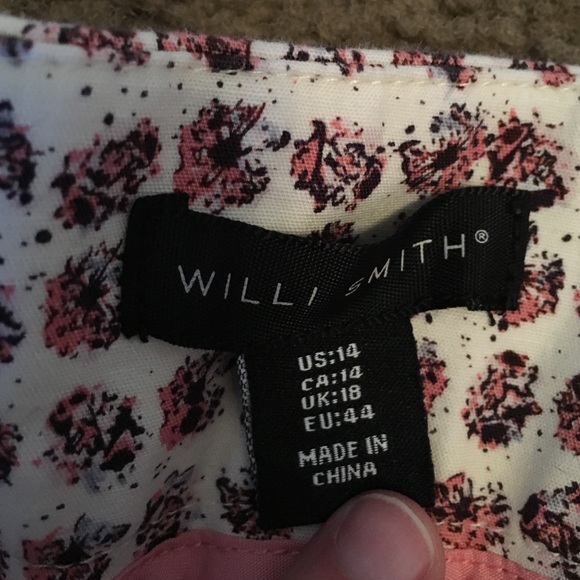 WILLI SMITH®
US:14
CA:14
UK:18
EU:44
MADE IN
CHINA